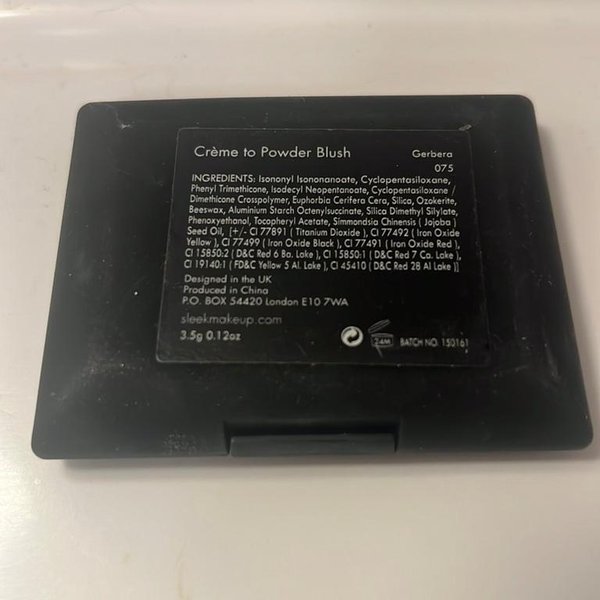 Crème to Powder Blush Gerbera
075
INGREDIENTS: Isononyl Isononanoate, Cyclopentasiloxane,
Phenyl Trimethicone, Isodecyl Neopentanoate, Cyclopentasiloxane /
Dimethicone Crosspolymer, Euphorbia Cerifera Cera, Silica, Ozokerite,
Beeswax, Aluminium Starch Octenylsuccinate, Silica Dimethyl Silylate,
Phenoxyethanol, Tocopheryl Acetate, Simmondsia Chinensis ( Jojoba )
Seed Oil, [+/- CI 77891 ( Titanium Dioxide ), CI 77492 ( Iron Oxide
Yellow ), CI 77499 ( Iron Oxide Black ), CI 77491 ( Iron Oxide Red ),
CI 15850:2 ( D&C Red 6 Ba. Lake ), CI 15850:1 ( D&C Red 7 Ca. Lake ),
CI 19140:1 ( FD&C Yellow 5 Al. Lake ), CI 45410 ( D&C Red 28 Al Lake )]
Designed in the UK
Produced in China
P.O. BOX 54420 London E10 7WA
sleekmakeup.com
3.5g 0.12oz
24M BATCH NO. 150161